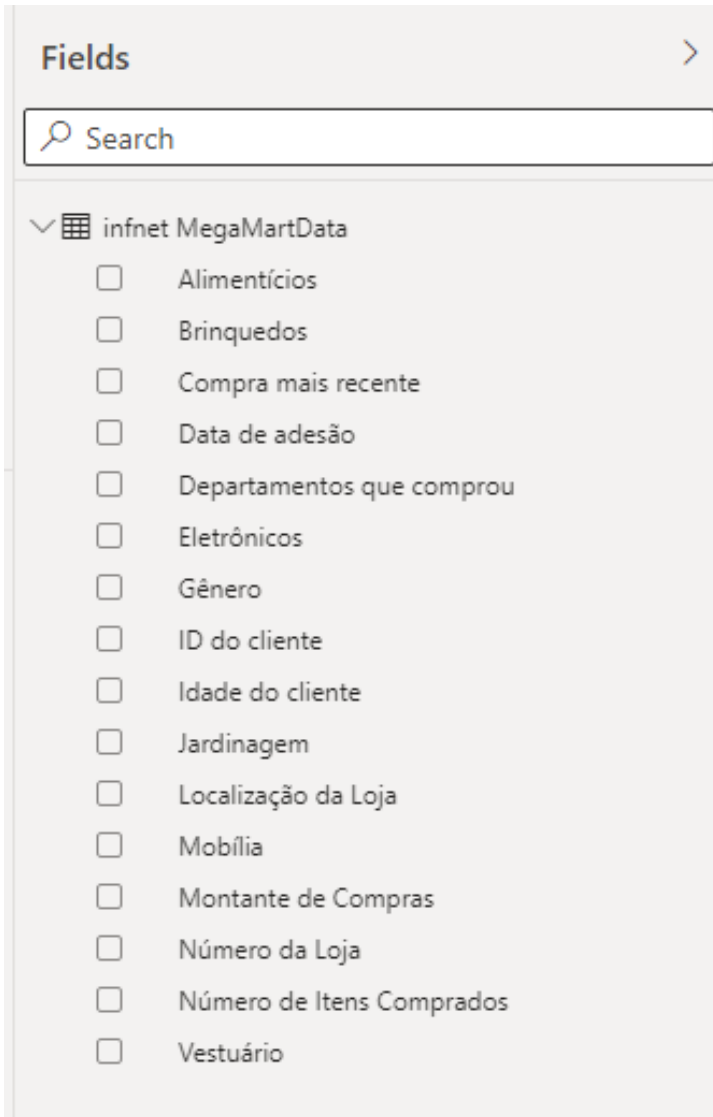 Fields
Search
infnet MegaMartData
Alimentícios
Brinquedos
Compra mais recente
Data de adesão
Departamentos que comprou
Eletrônicos
Gênero
ID do cliente
Idade do cliente
Jardinagem
Localização da Loja
Mobília
Montante de Compras
Número da Loja
Número de Itens Comprados
Vestuário